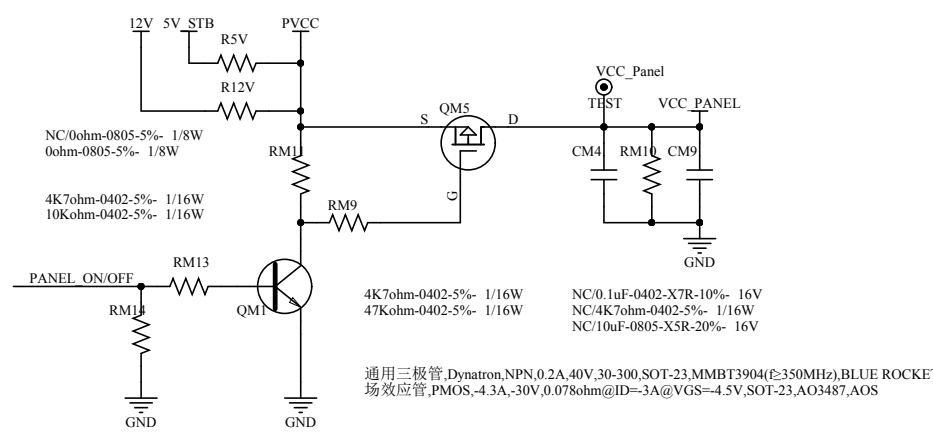 12V 5V_STB PVCC
R5V
VCC_Panel
R12V
TEST VCC_PANEL
QM5
S D
NC/0ohm-0805-5%- 1/8W
0ohm-0805-5%- 1/8W
RM11
CM4 RM10 CM9
4K7ohm-0402-5%- 1/16W
10Kohm-0402-5%- 1/16W
G
RM9
GND
RM13
PANEL_ON/OFF
RM14
QM1
4K7ohm-0402-5%- 1/16W
47Kohm-0402-5%- 1/16W
NC/0.1uF-0402-X7R-10%- 16V
NC/4K7ohm-0402-5%- 1/16W
NC/10uF-0805-X5R-20%- 16V
通用三极管,Dynatron,NPN,0.2A,40V,30-300,SOT-23,MMBT3904(f≥350MHz),BLUE ROCKE
场效应管,PMOS,-4.3A,-30V,0.078ohm@ID=-3A@VGS=-4.5V,SOT-23,AO3487,AOS
GND GND